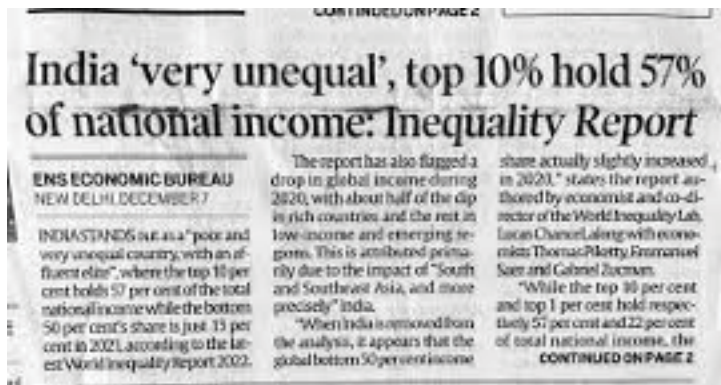 CONTINUED ON PAGE 2
India ‘very unequal’, top 10% hold 57%
of national income: Inequality Report
ENS ECONOMIC BUREAU
NEW DELHI, DECEMBER 7
INDIA STANDS out as a "poor and
very unequal country, with an af-
fluent elite", where the top 10 per
cent holds 57 per cent of the total
national income while the bottom
50 per cent's share is just 13 per
cent in 2021, according to the lat-
est World Inequality Report 2022.
The report has also flagged a
drop in global income during
2020, with about half of the dip
in rich countries and the rest in
low-income and emerging re-
gions. This is attributed prima-
rily due to the impact of "South
and Southeast Asia, and more
precisely" India.
"When India is removed from
the analysis, it appears that the
global bottom 50 per cent income
share actually slightly increased
in 2020," states the report au-
thored by economist and co-di-
rector of the World Inequality Lab,
Lucas Chancel, along with econo-
mists Thomas Piketty, Emmanuel
Saez and Gabriel Zucman.
"While the top 10 per cent
and top 1 per cent hold respec-
tively 57 per cent and 22 per cent
of total national income, the
CONTINUED ON PAGE 2